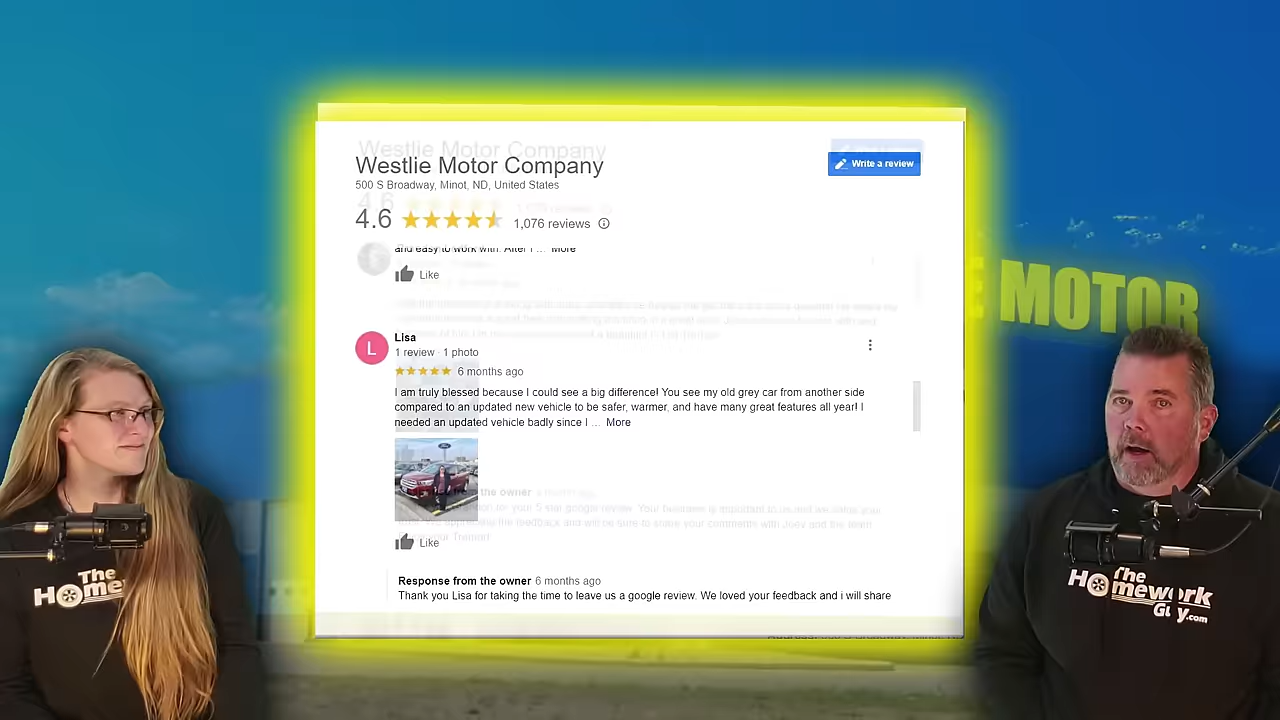 Westlie Motor Company
Write a review
500 S Broadway, Minot, ND, United States
4.6
1,076 reviews
and easy to work with. After I ... More
Like
MOTOR
L
Lisa
1 review · 1 photo
6 months ago
I am truly blessed because I could see a big difference! You see my old grey car from another side
compared to an updated new vehicle to be safer, warmer, and have many great features all year! I
needed an updated vehicle badly since I ... More
Like
Response from the owner 6 months ago
Thank you Lisa for taking the time to leave us a google review. We loved your feedback and i will share
The
Home
The
Homework
Guy.com